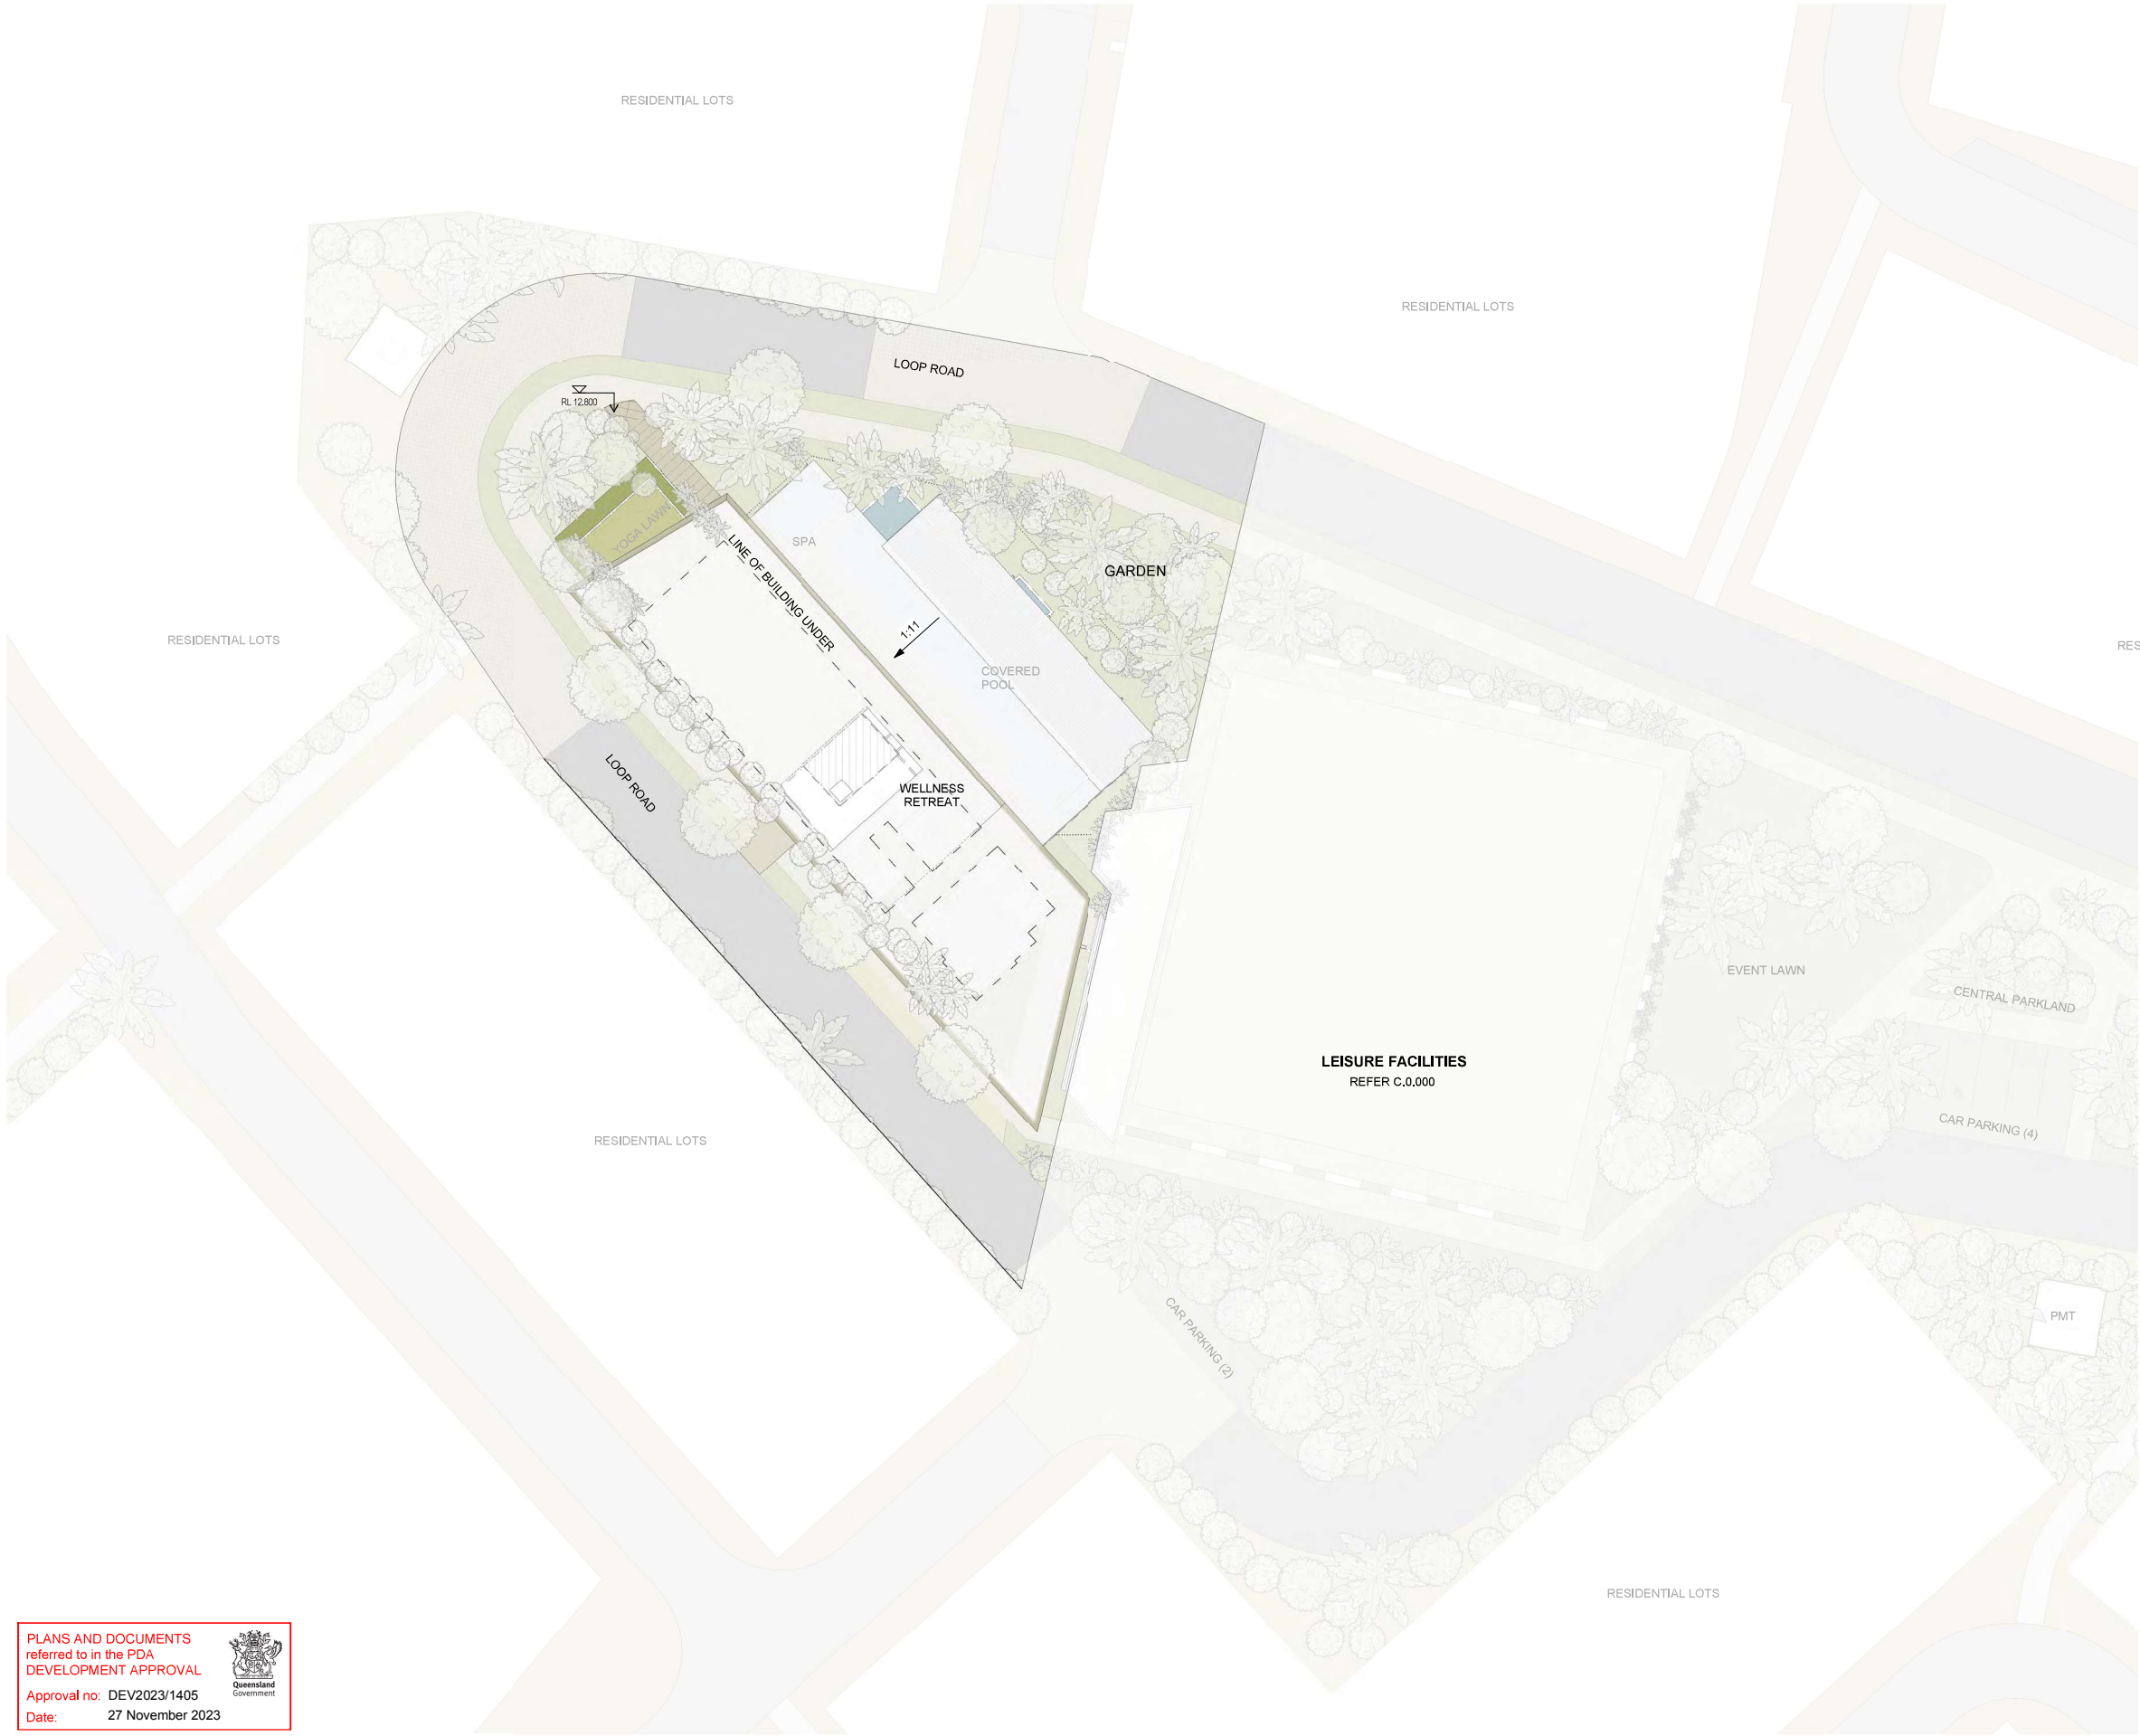 RESIDENTIAL LOTS
RESIDENTIAL LOTS
LOOP ROAD
RL 12.800
YOGA LAWN
SPA
LINE OF BUILDING UNDER
GARDEN
1:11
RESIDENTIAL LOTS
RES
COVERED
POOL
LOOP ROAD
WELLNESS
RETREAT
EVENT LAWN
CENTRAL PARKLAND
LEISURE FACILITIES
REFER C.0.000
CAR PARKING (4)
RESIDENTIAL LOTS
CAR PARKING (2)
PMT
RESIDENTIAL LOTS
PLANS AND DOCUMENTS
referred to in the PDA
DEVELOPMENT APPROVAL
Queensland
Government
Approval no: DEV2023/1405
Date: 27 November 2023